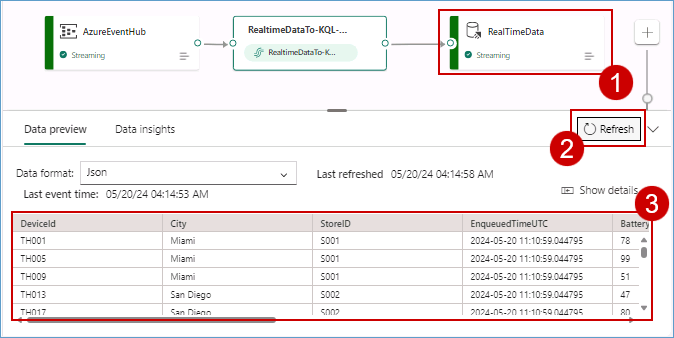 AzureEventHub
Streaming
RealtimeDataTo-KQL-...
RealtimeDataTo-K...
RealTimeData
Streaming
1
Data preview Data insights
2
Refresh
Data format: Json
Last refreshed 05/20/24 04:14:58 AM
Last event time: 05/20/24 04:14:53 AM
Show details
3
DeviceId City StoreID EnqueuedTimeUTC Battery
TH001 Miami S001 2024-05-20 11:10:59.044795 78
TH005 Miami S001 2024-05-20 11:10:59.044795 99
TH009 Miami S001 2024-05-20 11:10:59.044795 51
TH013 San Diego S002 2024-05-20 11:10:59.044795 47
TH017 San Diego S002 2024-05-20 11:10:59.044795 80